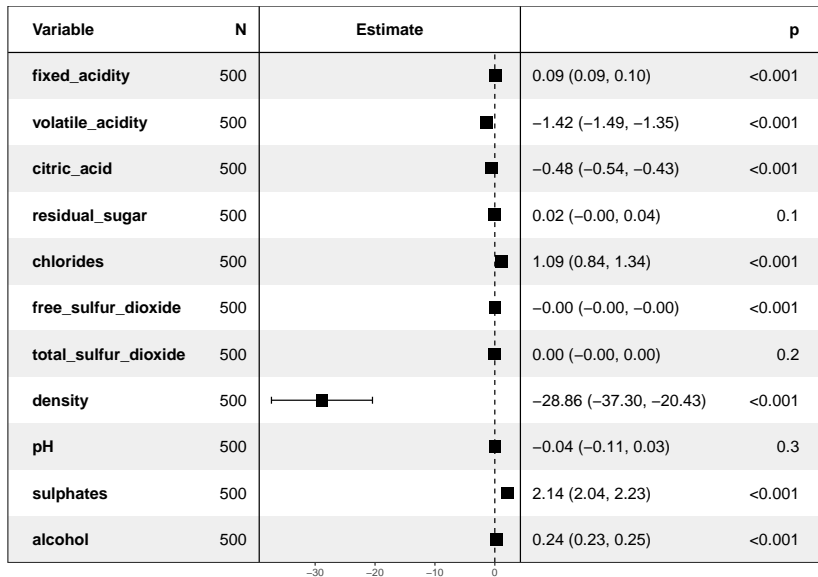 Variable N Estimate p
fixed_acidity 500 0.09 (0.09, 0.10) <0.001
volatile_acidity 500 −1.42 (−1.49, −1.35) <0.001
citric_acid 500 −0.48 (−0.54, −0.43) <0.001
residual_sugar 500 0.02 (−0.00, 0.04) 0.1
chlorides 500 1.09 (0.84, 1.34) <0.001
free_sulfur_dioxide 500 −0.00 (−0.00, −0.00) <0.001
total_sulfur_dioxide 500 0.00 (−0.00, 0.00) 0.2
density 500 −28.86 (−37.30, −20.43) <0.001
pH 500 −0.04 (−0.11, 0.03) 0.3
sulphates 500 2.14 (2.04, 2.23) <0.001
alcohol 500 0.24 (0.23, 0.25) <0.001
−30 −20 −10 0